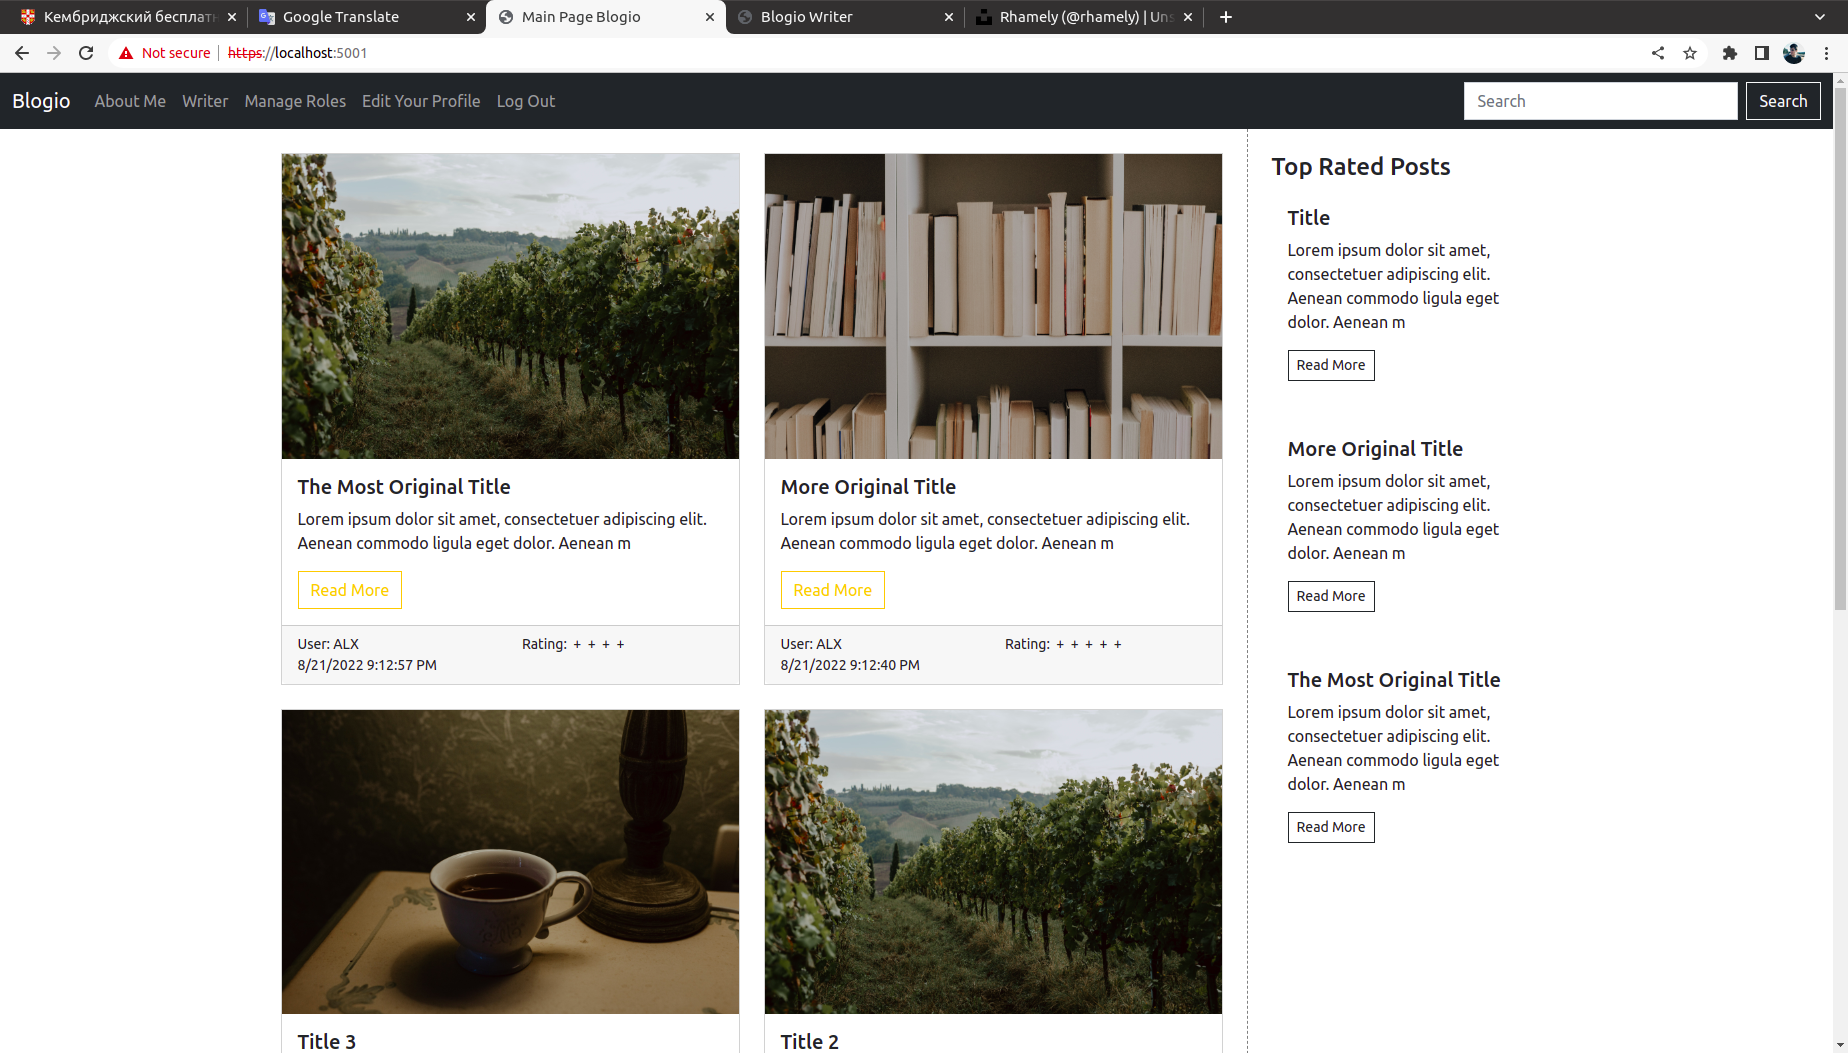 Кембриджский бесплатн
Google Translate
Main Page Blogio
Blogio Writer
Rhamely (@rhamely) | Uns
Not secure
https://localhost:5001
Blogio
About Me
Writer
Manage Roles
Edit Your Profile
Log Out
Search
Search
The Most Original Title
Lorem ipsum dolor sit amet, consectetuer adipiscing elit.
Aenean commodo ligula eget dolor. Aenean m
Read More
User: ALX
Rating: + + + +
8/21/2022 9:12:57 PM
More Original Title
Lorem ipsum dolor sit amet, consectetuer adipiscing elit.
Aenean commodo ligula eget dolor. Aenean m
Read More
User: ALX
Rating: + + + + +
8/21/2022 9:12:40 PM
Title 3
Title 2
Top Rated Posts
Title
Lorem ipsum dolor sit amet,
consectetuer adipiscing elit.
Aenean commodo ligula eget
dolor. Aenean m
Read More
More Original Title
Lorem ipsum dolor sit amet,
consectetuer adipiscing elit.
Aenean commodo ligula eget
dolor. Aenean m
Read More
The Most Original Title
Lorem ipsum dolor sit amet,
consectetuer adipiscing elit.
Aenean commodo ligula eget
dolor. Aenean m
Read More